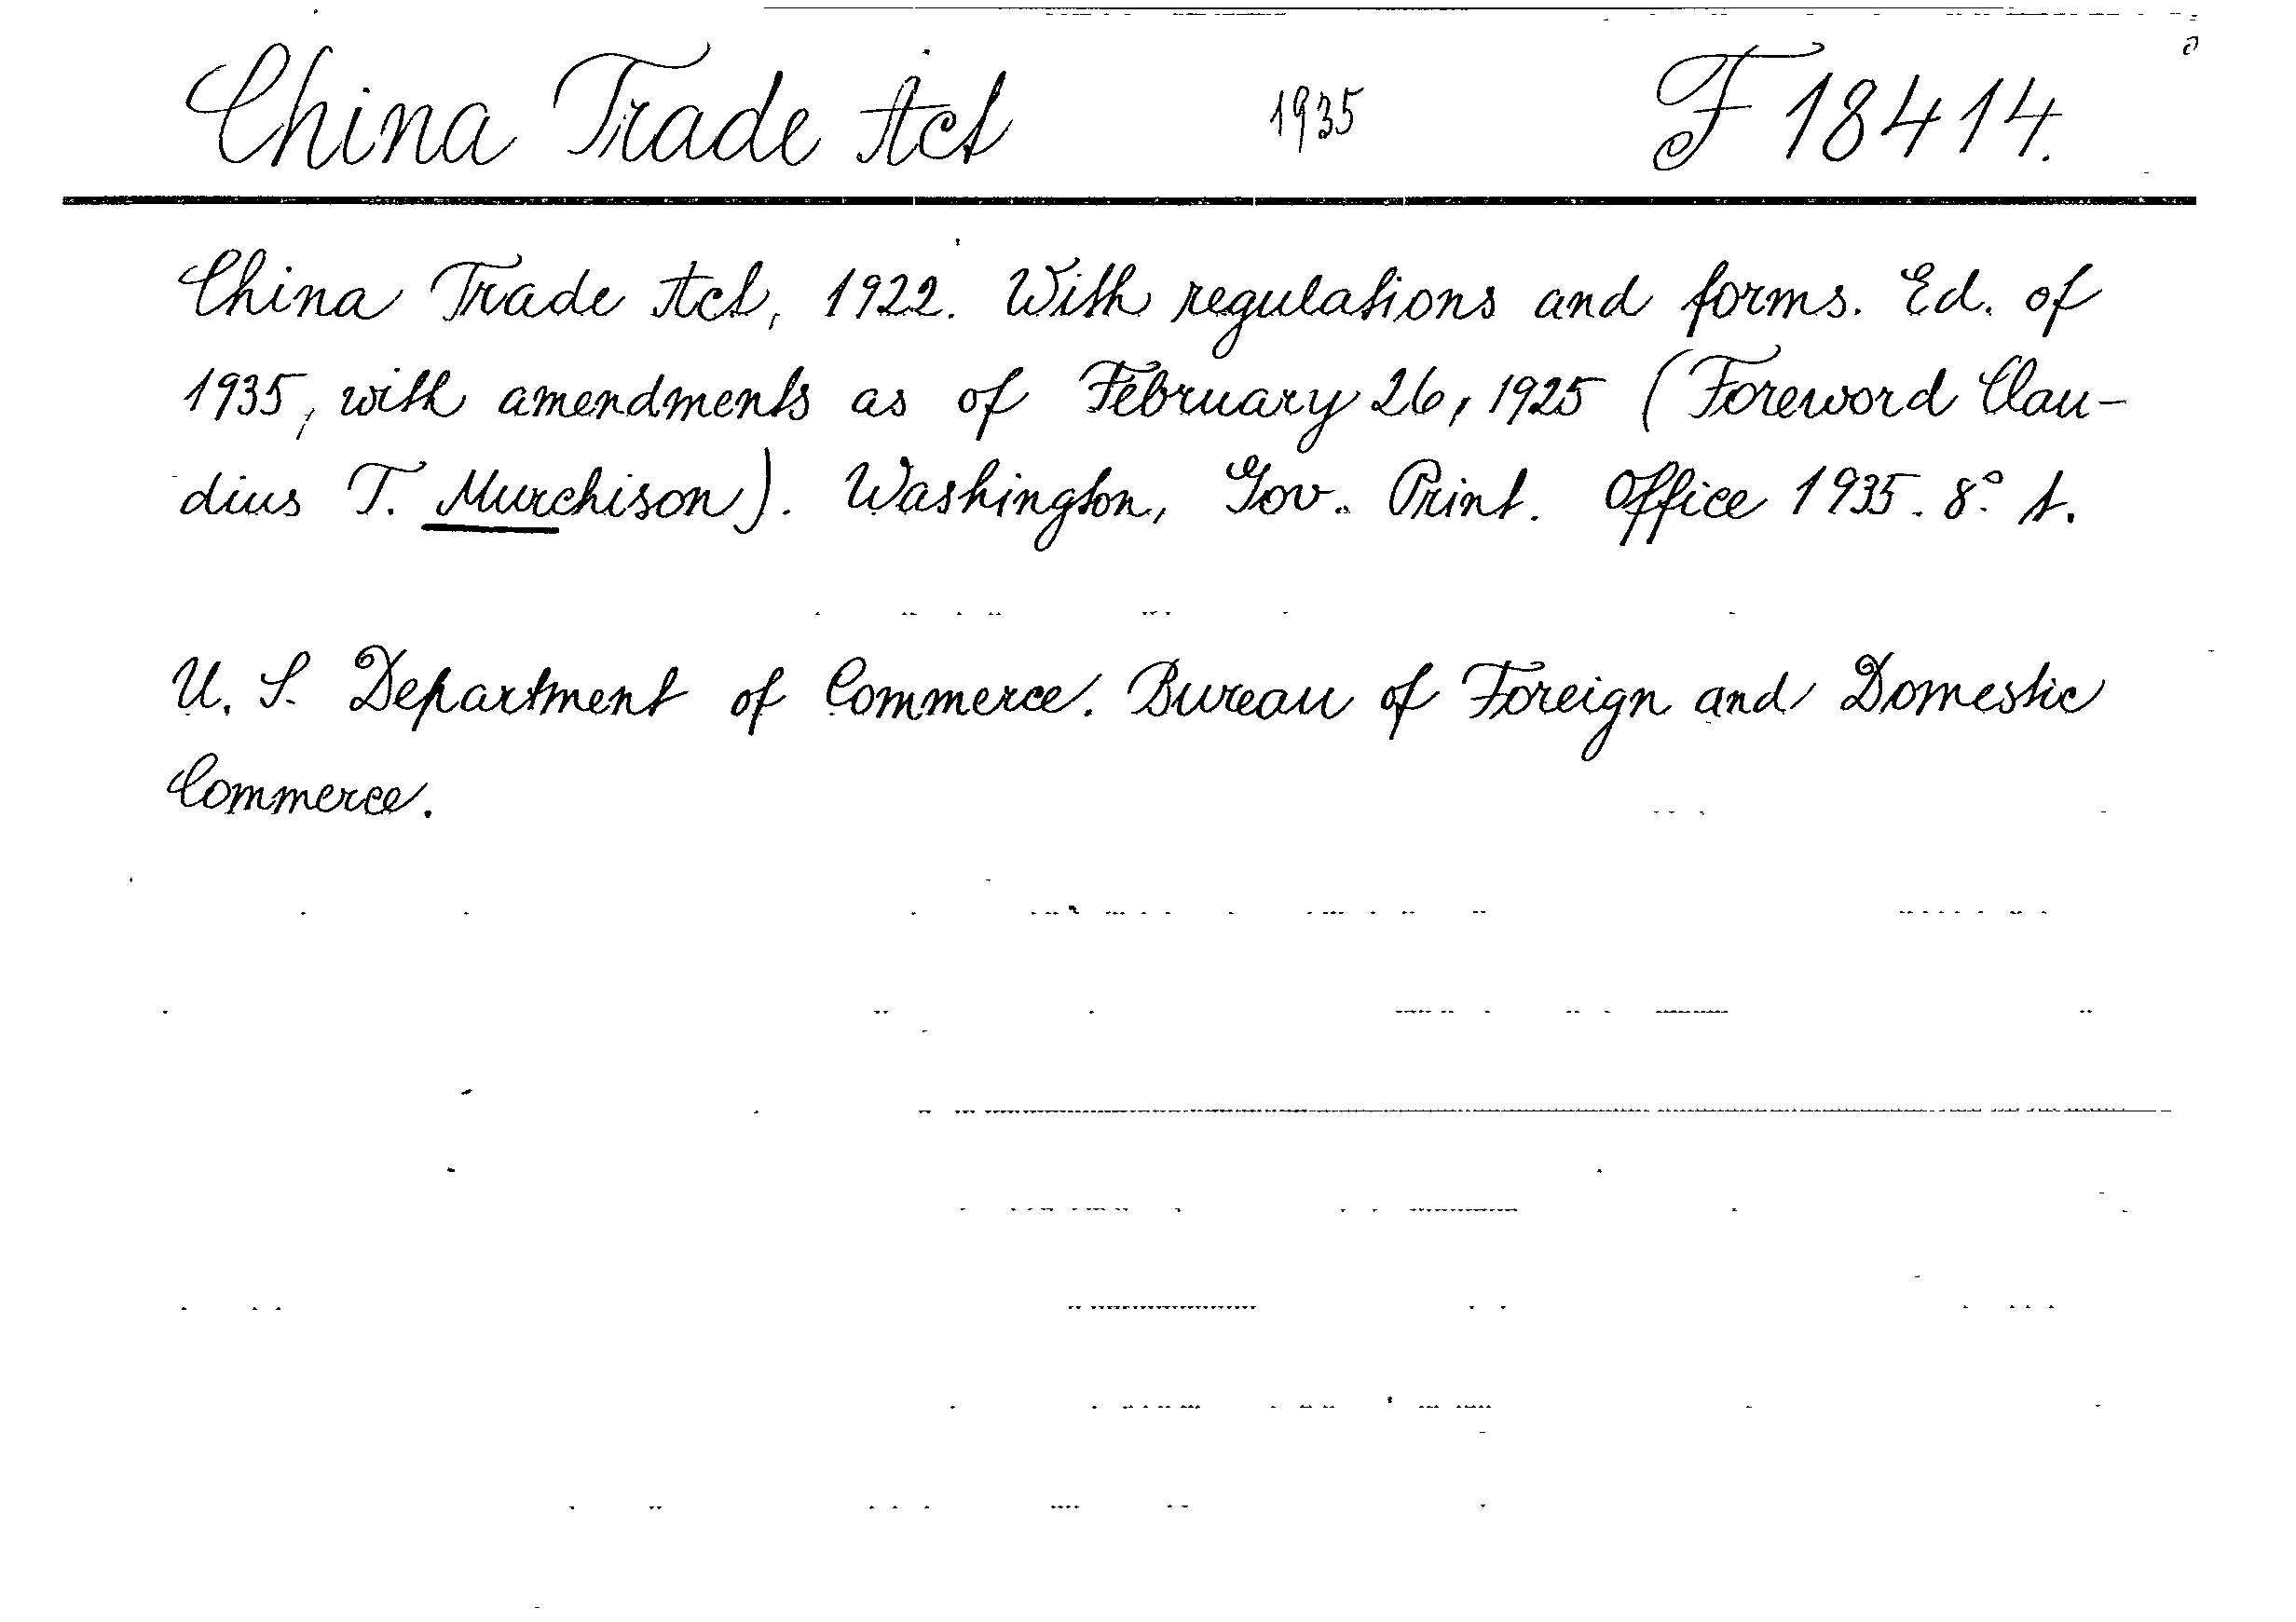 China Trade Act 1935 F 18414.
China Trade Act, 1922. With regulations and forms. Ed. of
1935, with amendments as of February 26, 1925 (Foreword Clau-
dius T. Murchison). Washington, Gov. Print. Office 1935. 8°
U. S. Department of Commerce. Bureau of Foreign and Domestic
Commerce.